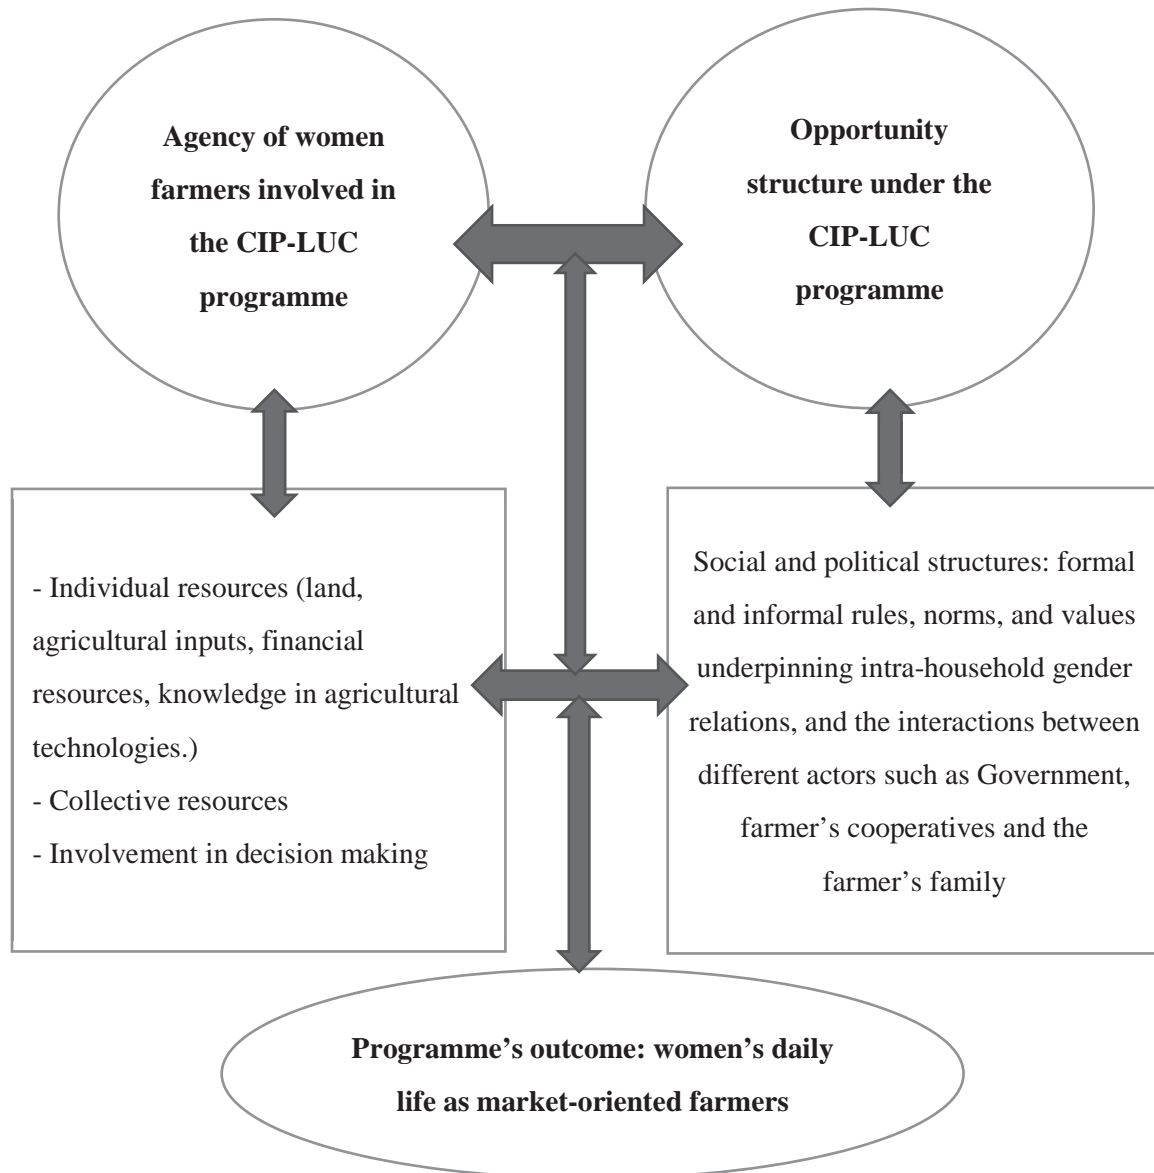 Agency of women
farmers involved in
the CIP-LUC
programme
Opportunity
structure under the
CIP-LUC
programme
- Individual resources (land,
agricultural inputs, financial
resources, knowledge in agricultural
technologies.)
- Collective resources
- Involvement in decision making
Social and political structures: formal
and informal rules, norms, and values
underpinning intra-household gender
relations, and the interactions between
different actors such as Government,
farmer’s cooperatives and the
farmer’s family
Programme’s outcome: women’s daily
life as market-oriented farmers